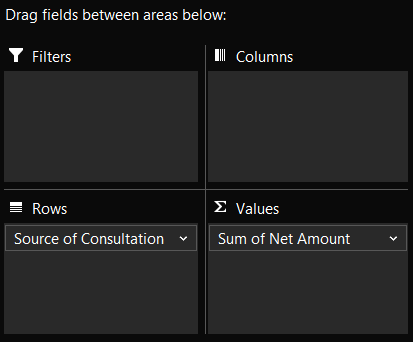 Drag fields between areas below:
Filters
Columns
Rows
Values
Source of Consultation
Sum of Net Amount